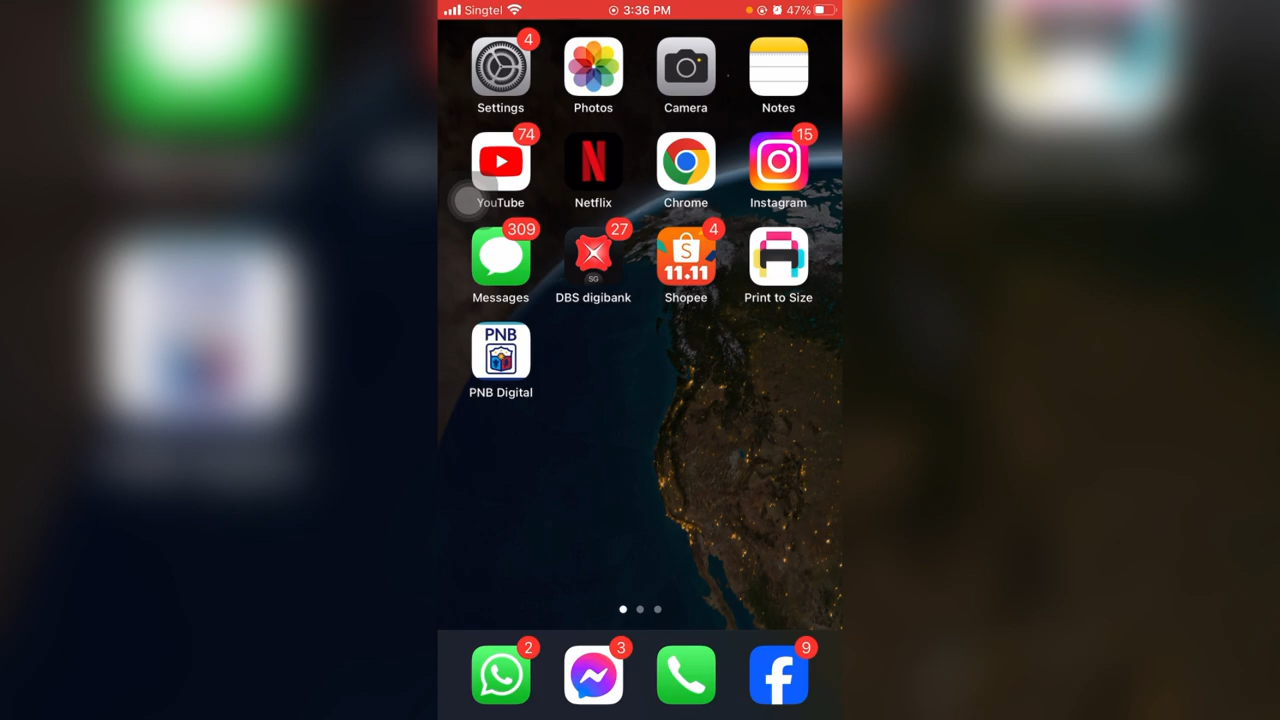 Singtel 3:36 PM 47%
4
Settings Photos Camera Notes
74 15
YouTube Netflix Chrome Instagram
309 27 4
SG S 11.11
Messages DBS digibank Shopee Print to Size
PNB
PNB Digital
2 3 9